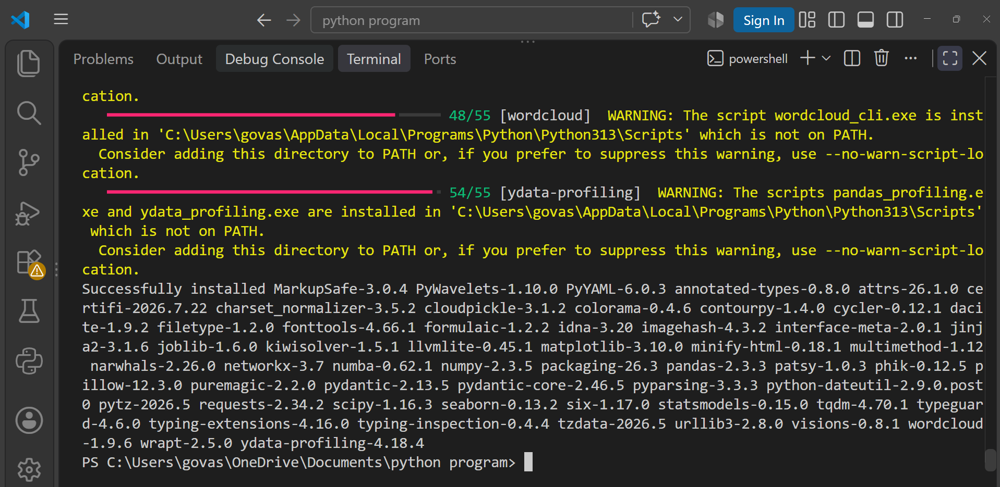 python program
Sign In
Problems Output Debug Console Terminal Ports
powershell
cation.
48/55 [wordcloud]  WARNING: The script wordcloud_cli.exe is inst
alled in 'C:\Users\govas\AppData\Local\Programs\Python\Python313\Scripts' which is not on PATH.
  Consider adding this directory to PATH or, if you prefer to suppress this warning, use --no-warn-script-lo
cation.
54/55 [ydata-profiling]  WARNING: The scripts pandas_profiling.e
xe and ydata_profiling.exe are installed in 'C:\Users\govas\AppData\Local\Programs\Python\Python313\Scripts'
 which is not on PATH.
  Consider adding this directory to PATH or, if you prefer to suppress this warning, use --no-warn-script-lo
cation.
Successfully installed MarkupSafe-3.0.4 PyWavelets-1.10.0 PyYAML-6.0.3 annotated-types-0.8.0 attrs-26.1.0 ce
rtifi-2026.7.22 charset_normalizer-3.5.2 cloudpickle-3.1.2 colorama-0.4.6 contourpy-1.4.0 cycler-0.12.1 daci
te-1.9.2 filetype-1.2.0 fonttools-4.66.1 formulaic-1.2.2 idna-3.20 imagehash-4.3.2 interface-meta-2.0.1 jinj
a2-3.1.6 joblib-1.6.0 kiwisolver-1.5.1 llvmlite-0.45.1 matplotlib-3.10.0 minify-html-0.18.1 multimethod-1.12
 narwhals-2.26.0 networkx-3.7 numba-0.62.1 numpy-2.3.5 packaging-26.3 pandas-2.3.3 patsy-1.0.3 phik-0.12.5 p
illow-12.3.0 puremagic-2.2.0 pydantic-2.13.5 pydantic-core-2.46.5 pyparsing-3.3.3 python-dateutil-2.9.0.post
0 pytz-2026.5 requests-2.34.2 scipy-1.16.3 seaborn-0.13.2 six-1.17.0 statsmodels-0.15.0 tqdm-4.70.1 typeguar
d-4.6.0 typing-extensions-4.16.0 typing-inspection-0.4.4 tzdata-2026.5 urllib3-2.8.0 visions-0.8.1 wordcloud
-1.9.6 wrapt-2.5.0 ydata-profiling-4.18.4
PS C:\Users\govas\OneDrive\Documents\python program>